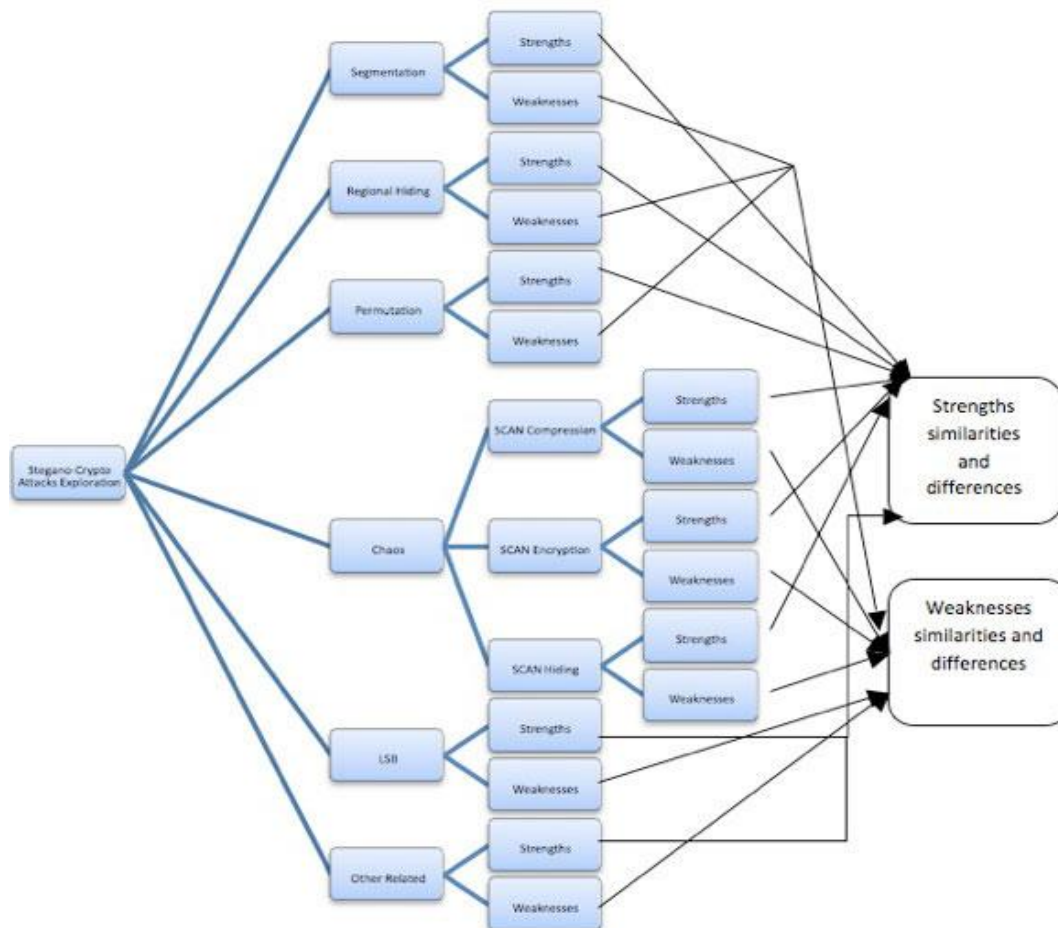 Stegano-Crypto
Attacks Exploration
Segmentation
Strengths
Weaknesses
Regional Hiding
Strengths
Weaknesses
Permutation
Strengths
Weaknesses
Chaos
SCAN Compression
Strengths
Weaknesses
SCAN Encryption
Strengths
Weaknesses
SCAN Hiding
Strengths
Weaknesses
LSB
Strengths
Weaknesses
Other Related
Strengths
Weaknesses
Strengths
similarities
and
differences
Weaknesses
similarities and
differences